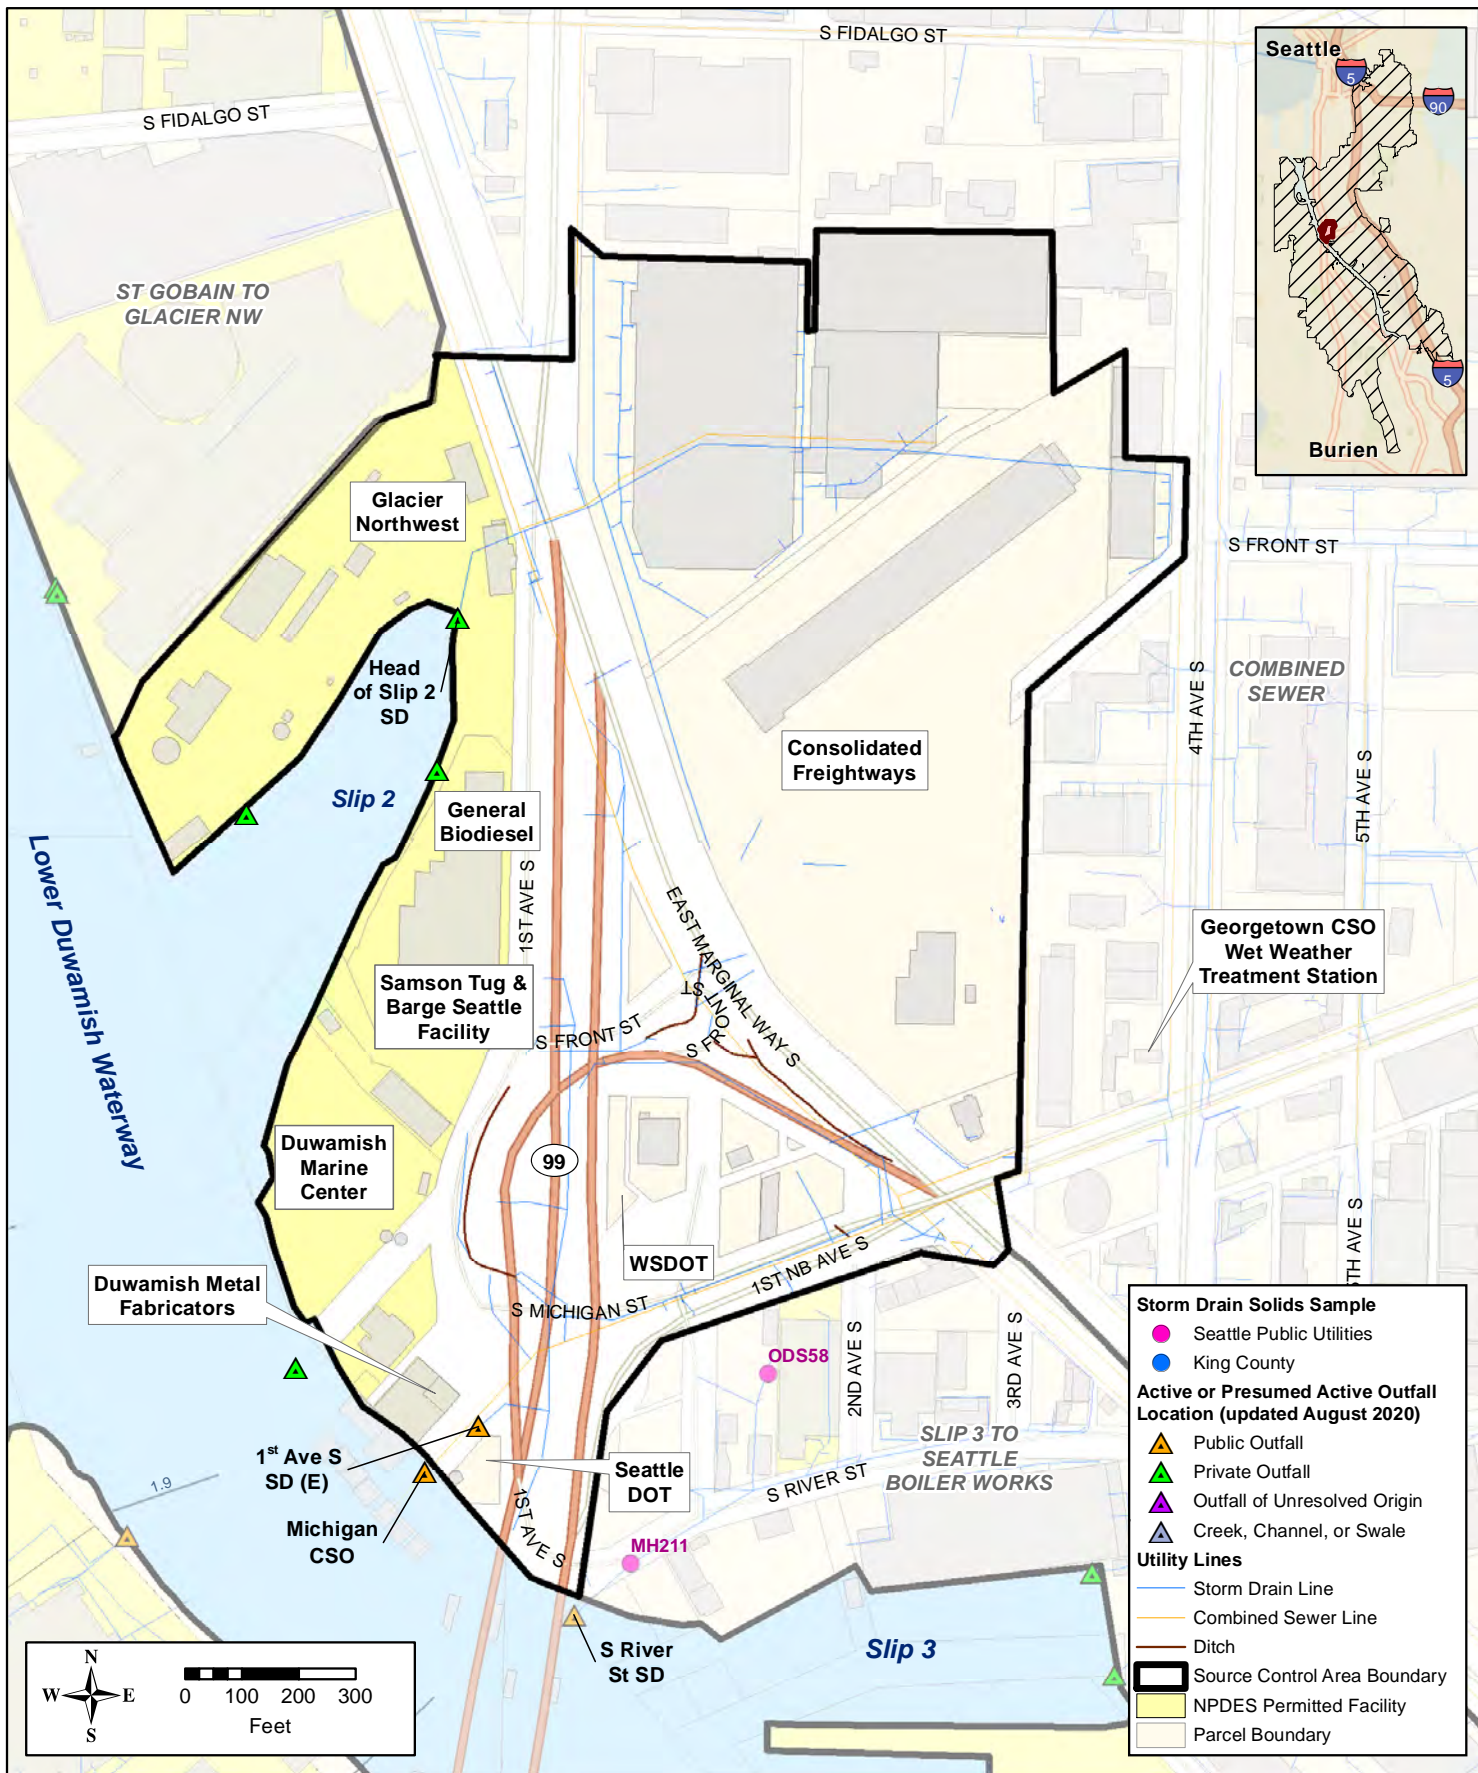 S FIDALGO ST
S FIDALGO ST
Seattle
5
90
5
Burien
ST GOBAIN TO
GLACIER NW
Glacier
Northwest
S FRONT ST
Head
of Slip 2
SD
COMBINED
SEWER
4TH AVE S
5TH AVE S
Consolidated
Freightways
Slip 2
General
Biodiesel
Lower Duwamish Waterway
1ST AVE S
EAST MARGINAL WAY S
Georgetown CSO
Wet Weather
Treatment Station
Samson Tug &
Barge Seattle
Facility
S FRONT ST
S FRONT ST
Duwamish
Marine
Center
99
WSDOT
1ST NB AVE S
S MICHIGAN ST
Duwamish Metal
Fabricators
5TH AVE S
2ND AVE S
3RD AVE S
ODS58
SLIP 3 TO
SEATTLE
BOILER WORKS
1st Ave S
SD (E)
Seattle
DOT
S RIVER ST
1.9
Michigan
CSO
1ST AVE S
MH211
S River
St SD
Slip 3
N
W E
S
0 100 200 300
Feet
Storm Drain Solids Sample
Seattle Public Utilities
King County
Active or Presumed Active Outfall
Location (updated August 2020)
Public Outfall
Private Outfall
Outfall of Unresolved Origin
Creek, Channel, or Swale
Utility Lines
Storm Drain Line
Combined Sewer Line
Ditch
Source Control Area Boundary
NPDES Permitted Facility
Parcel Boundary